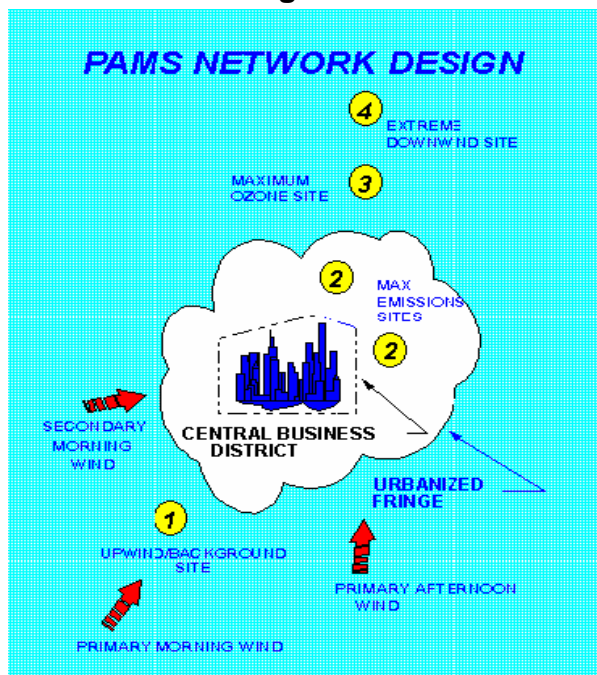 PAMS NETWORK DESIGN
4
EXTREME
DOWNWIND SITE
MAXIMUM
OZONE SITE
3
2
MAX
EMISSIONS
SITES
2
SECONDARY
MORNING
WIND
CENTRAL BUSINESS
DISTRICT
URBANIZED
FRINGE
1
UPWIND/BACKGROUND
SITE
PRIMARY AFTERNOON
WIND
PRIMARY MORNING WIND